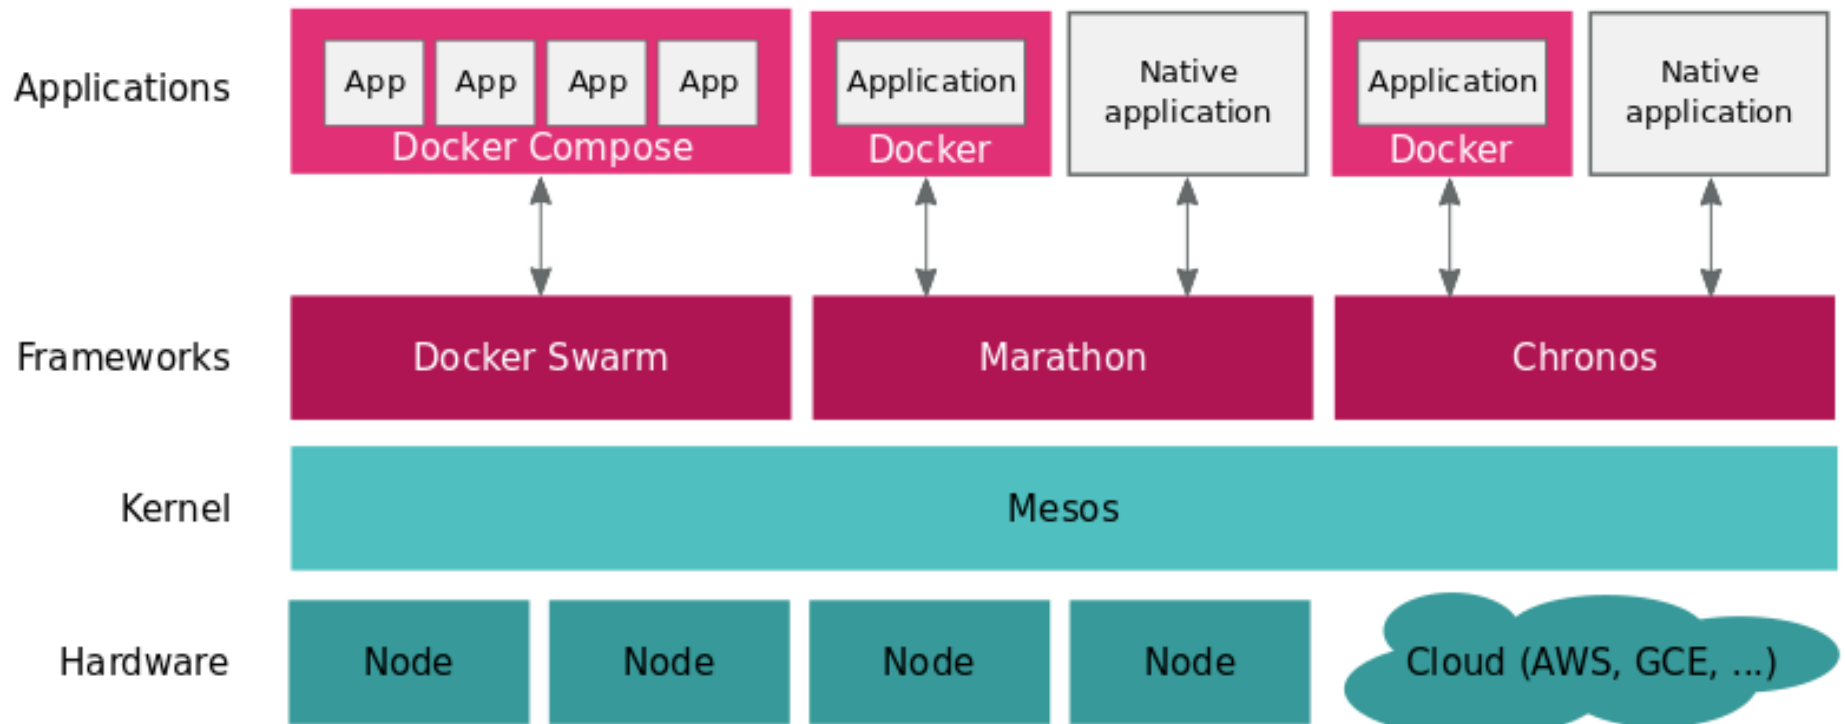 Applications
App App App App
Docker Compose
Application
Docker
Native
application
Application
Docker
Native
application
Frameworks
Docker Swarm
Marathon
Chronos
Kernel
Mesos
Hardware
Node
Node
Node
Node
Cloud (AWS, GCE, ...)